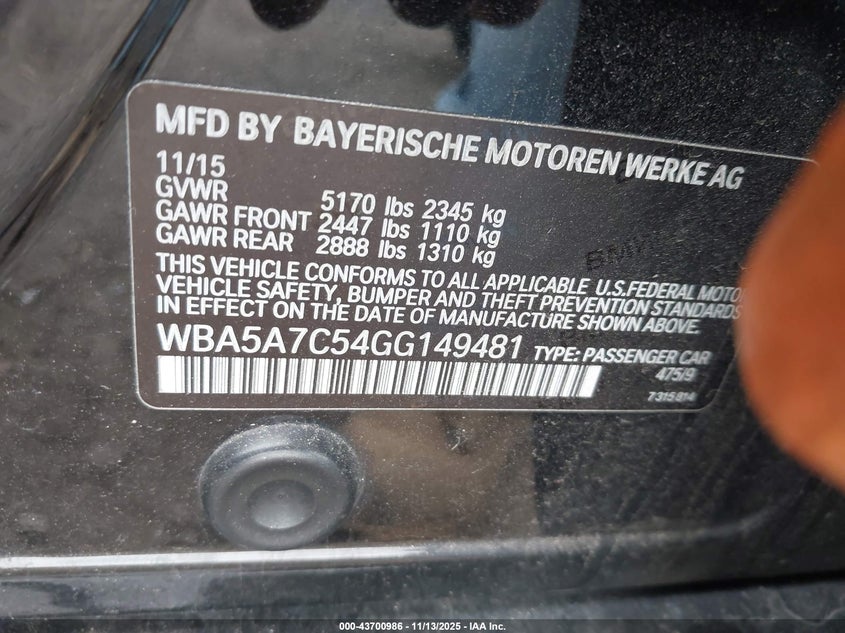 MFD BY BAYERISCHE MOTOREN WERKE AG
11/15
GVWR 5170 lbs 2345 kg
GAWR FRONT 2447 lbs 1110 kg
GAWR REAR 2888 lbs 1310 kg
THIS VEHICLE CONFORMS TO ALL APPLICABLE U.S.FEDERAL MOTO
VEHICLE SAFETY, BUMPER AND THEFT PREVENTION STANDARDS
IN EFFECT ON THE DATE OF MANUFACTURE SHOWN ABOVE.
WBA5A7C54GG149481 TYPE: PASSENGER CAR
475/9
7315814
000-43700986 - 11/13/2025 - IAA Inc.